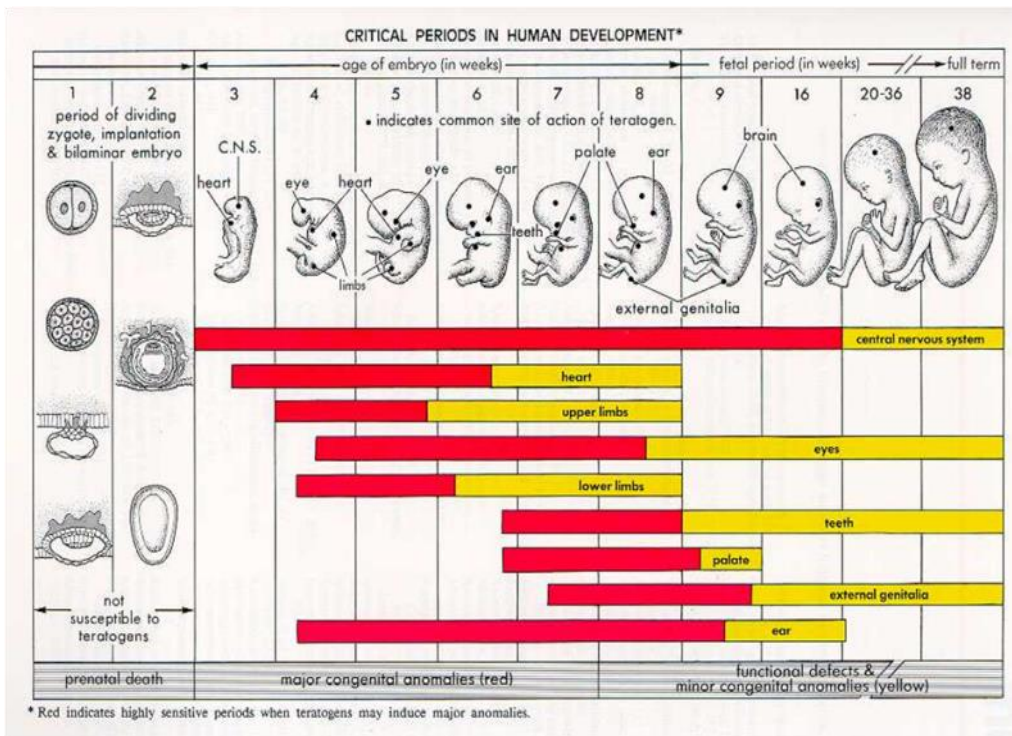 CRITICAL PERIODS IN HUMAN DEVELOPMENT*
age of embryo (in weeks)
fetal period (in weeks)
full term
1
2
3
4
5
6
7
8
9
16
20-36
38
period of dividing
zygote, implantation
& bilaminar embryo
• indicates common site of action of teratogen.
C.N.S.
heart
eye
heart
eye
ear
palate
ear
brain
teeth
limbs
external genitalia
central nervous system
heart
upper limbs
eyes
lower limbs
teeth
palate
external genitalia
ear
not
susceptible to
teratogens
prenatal death
major congenital anomalies (red)
functional defects &
minor congenital anomalies (yellow)
* Red indicates highly sensitive periods when teratogens may induce major anomalies.